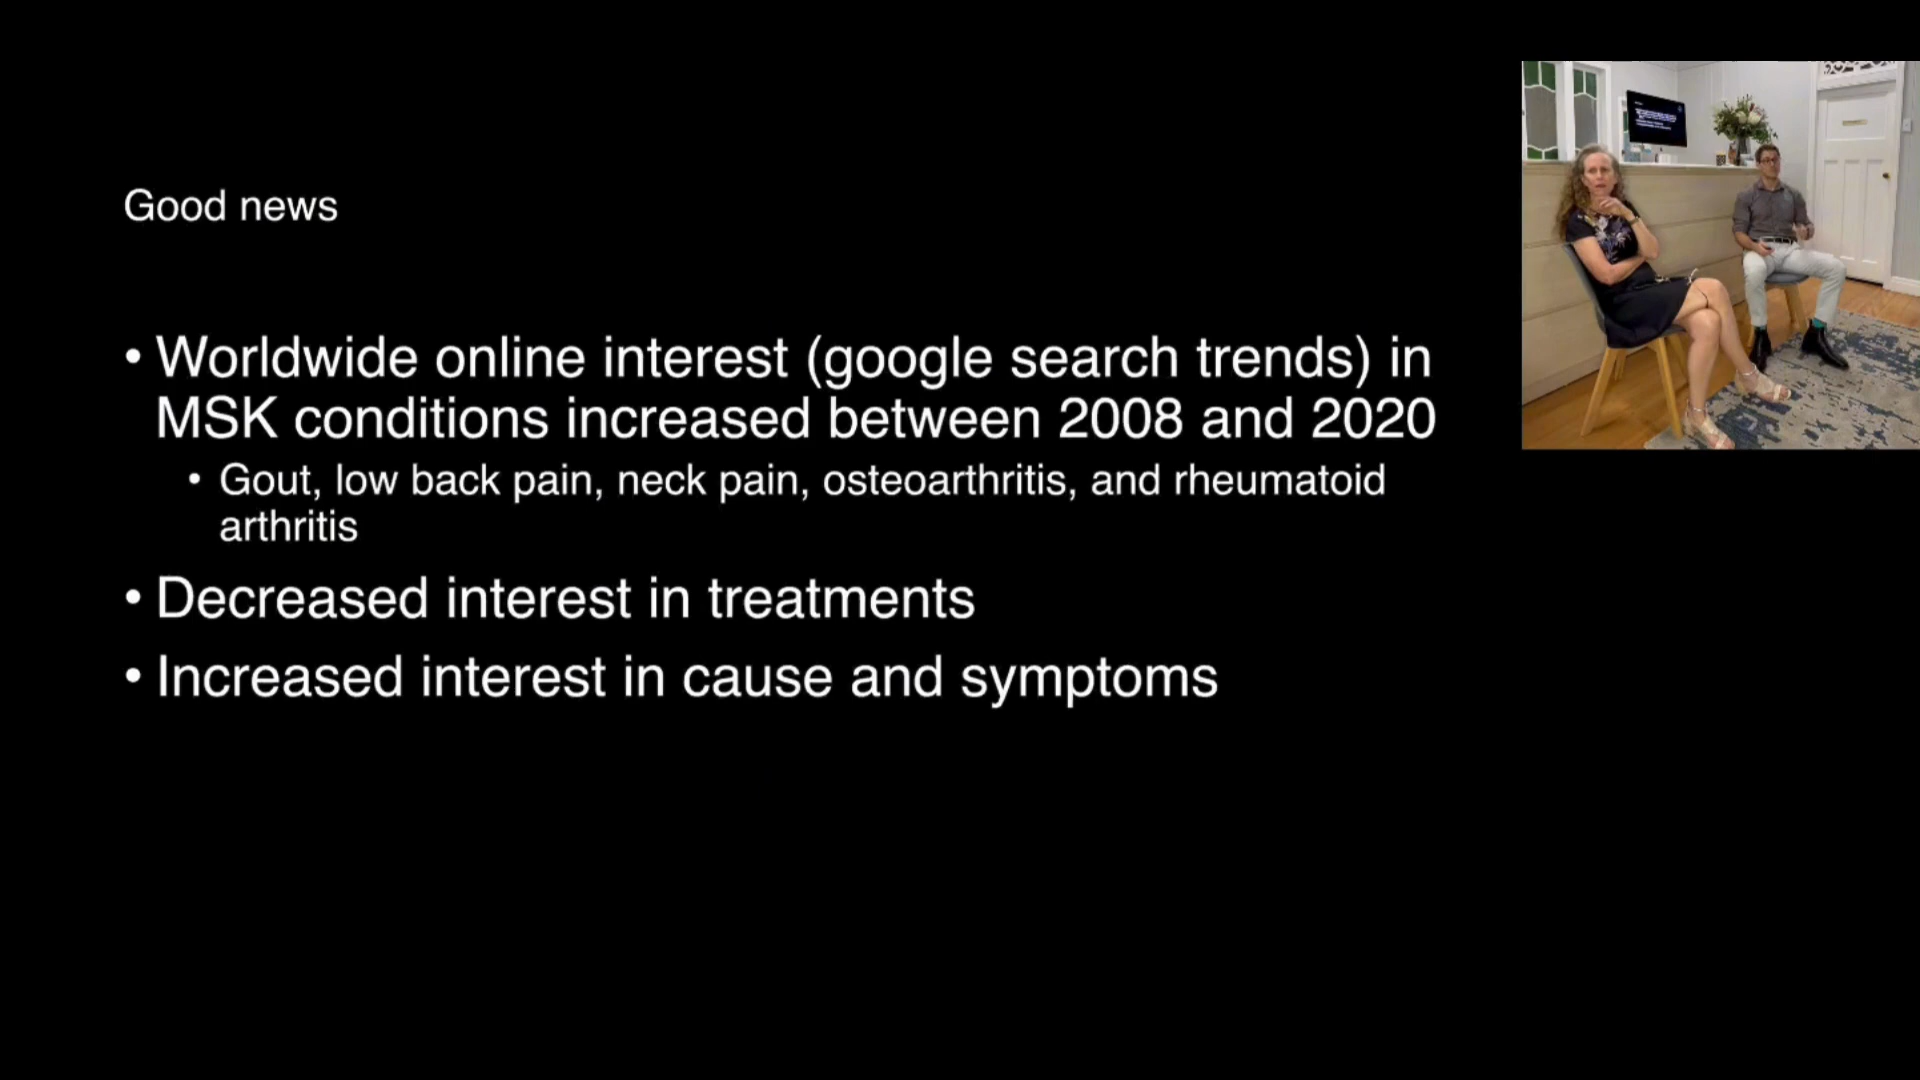 Good news
• Worldwide online interest (google search trends) in
MSK conditions increased between 2008 and 2020
• Gout, low back pain, neck pain, osteoarthritis, and rheumatoid
arthritis
• Decreased interest in treatments
• Increased interest in cause and symptoms